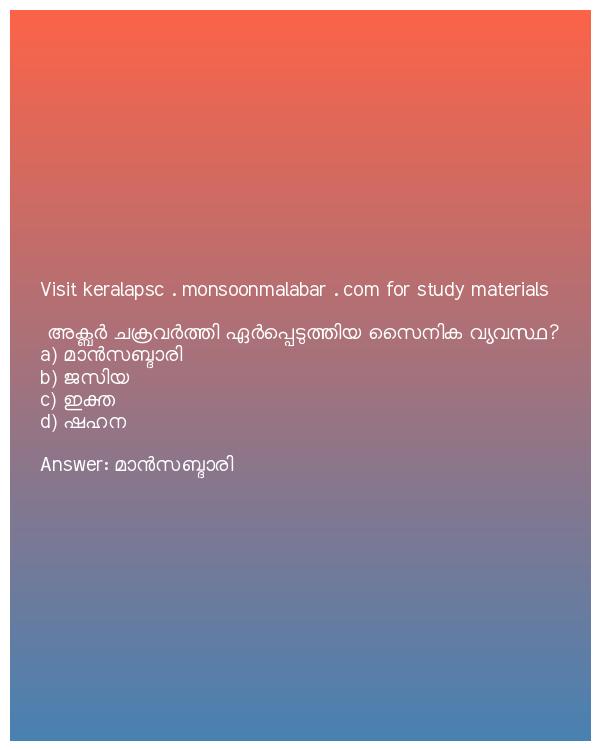 Visit keralapsc . monsoonmalabar . com for study materials
അക്ബർ ചക്രവർത്തി ഏർപ്പെടുത്തിയ സൈനിക വ്യവസ്ഥ?
a) മാൻസബ്ദാരി
b) ജസിയ
c) ഇക്ത
d) ഷഹന
Answer: മാൻസബ്ദാരി